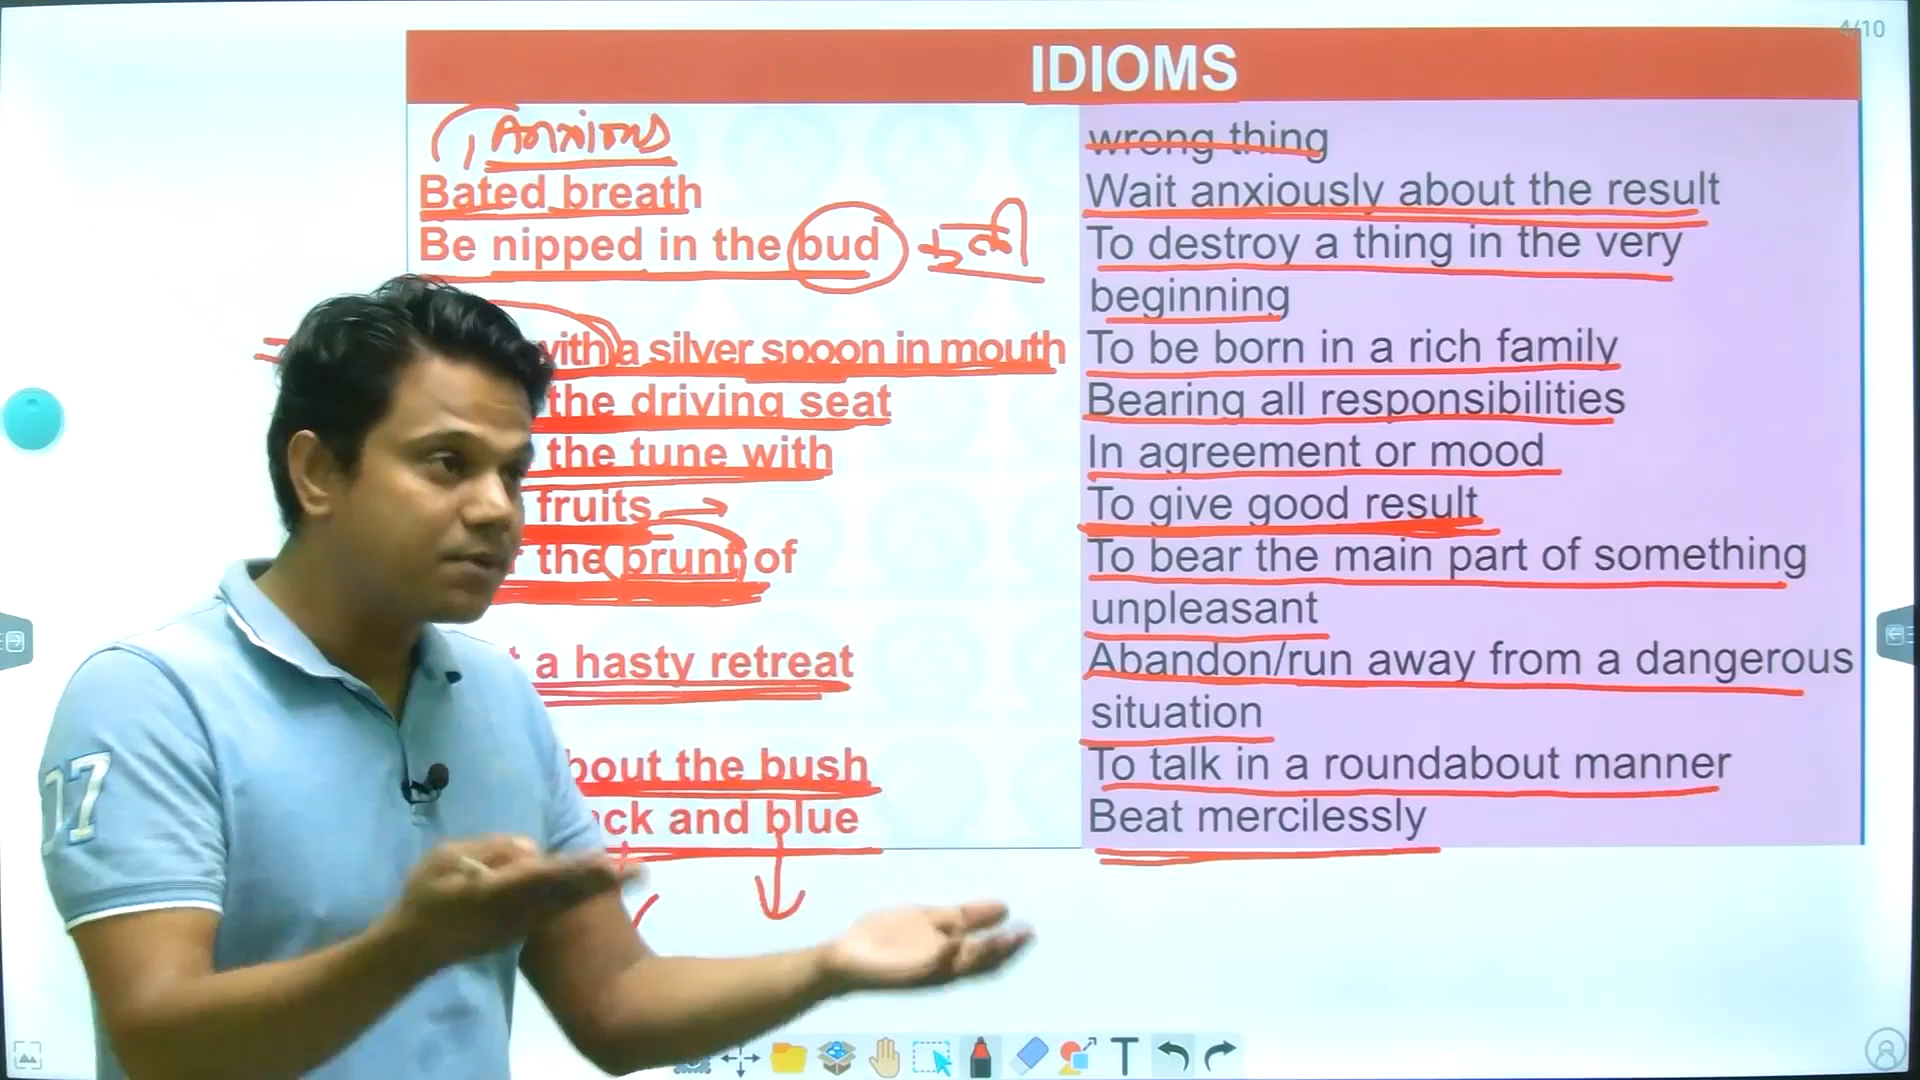 4/10
IDIOMS
Anxious
wrong thing
Bated breath
Wait anxiously about the result
Be nipped in the bud
To destroy a thing in the very
beginning
with a silver spoon in mouth
To be born in a rich family
the driving seat
Bearing all responsibilities
the tune with
In agreement or mood
fruits
To give good result
the brunt of
To bear the main part of something
unpleasant
a hasty retreat
Abandon/run away from a dangerous
situation
bout the bush
To talk in a roundabout manner
ck and blue
Beat mercilessly
07
T